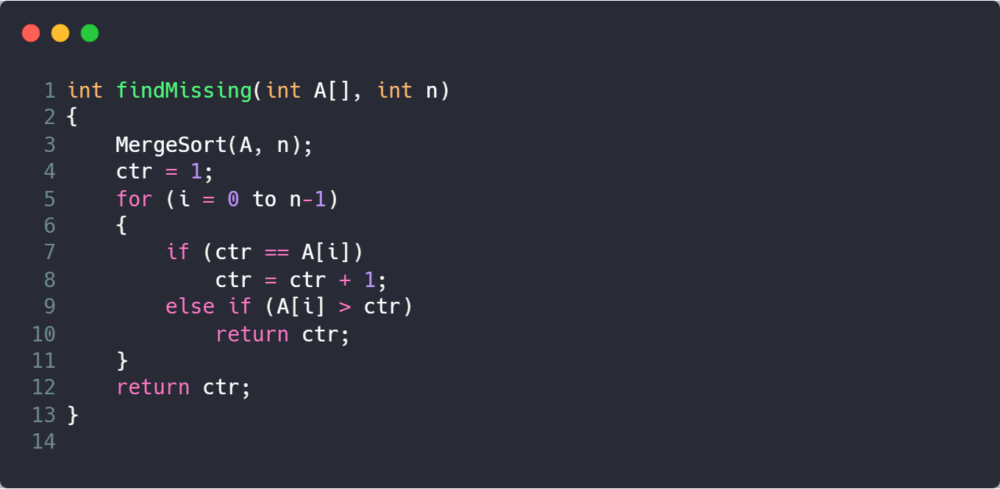 1 int findMissing(int A[], int n)
2 {
3     MergeSort(A, n);
4     ctr = 1;
5     for (i = 0 to n-1)
6     {
7         if (ctr == A[i])
8             ctr = ctr + 1;
9         else if (A[i] > ctr)
10             return ctr;
11     }
12     return ctr;
13 }
14